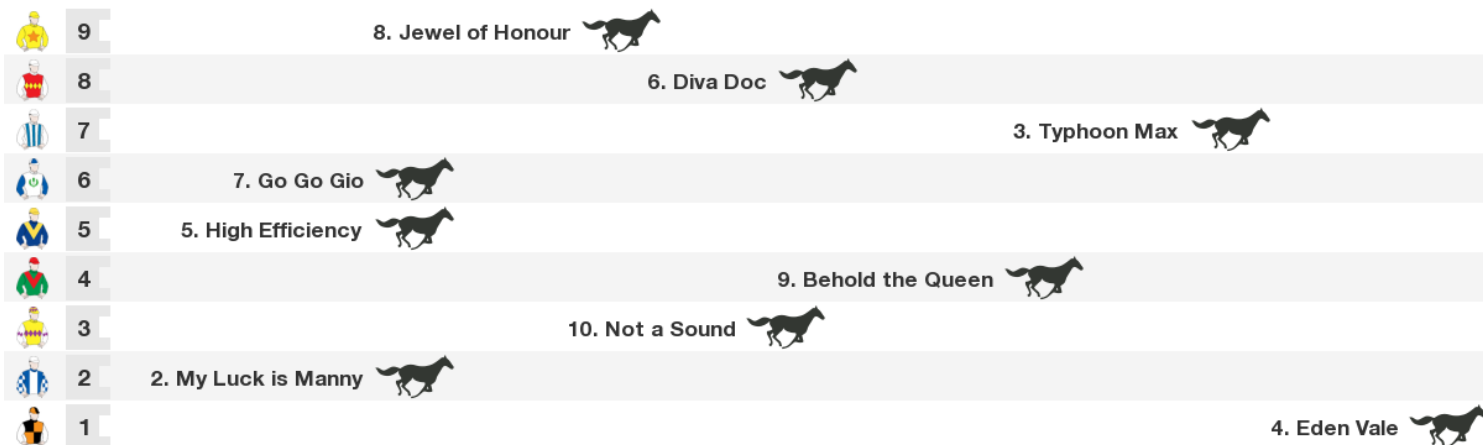 9 8. Jewel of Honour
8 6. Diva Doc
7 3. Typhoon Max
6 7. Go Go Gio
5 5. High Efficiency
4 9. Behold the Queen
3 10. Not a Sound
2 2. My Luck is Manny
1 4. Eden Vale